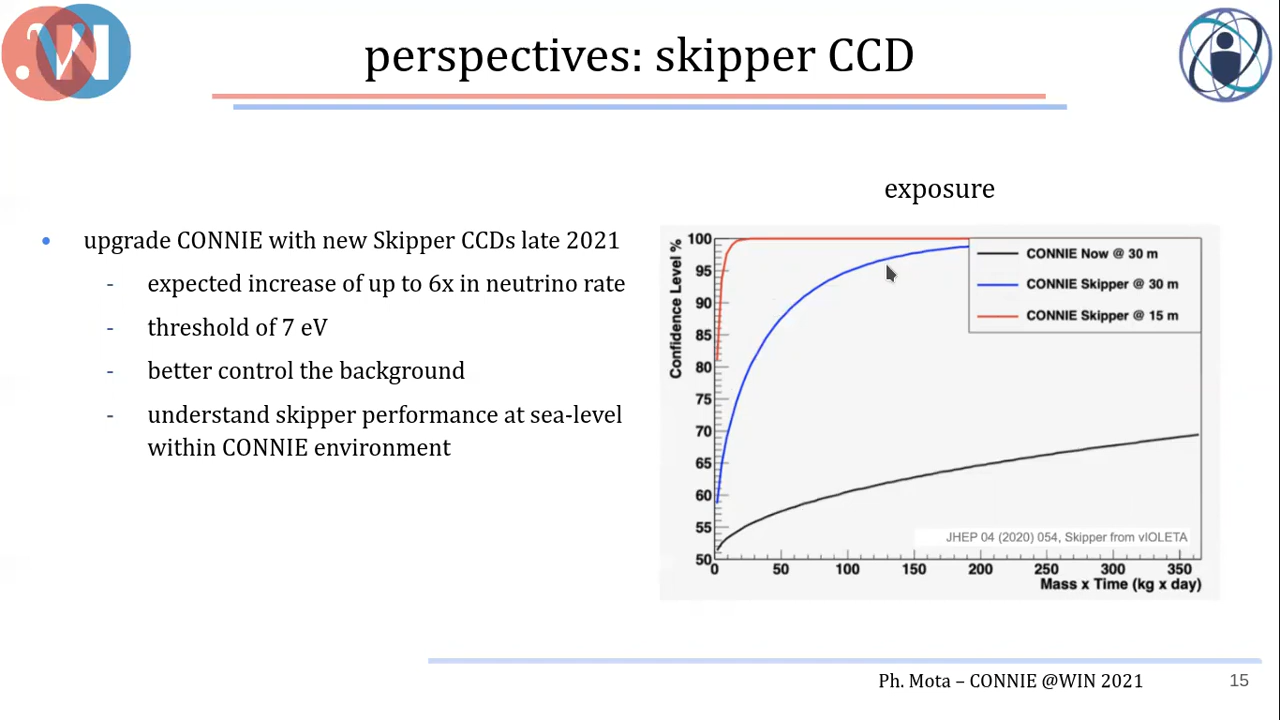 perspectives: skipper CCD
exposure
• upgrade CONNIE with new Skipper CCDs late 2021
- expected increase of up to 6x in neutrino rate
- threshold of 7 eV
- better control the background
- understand skipper performance at sea-level
within CONNIE environment
Confidence Level %
100
95
90
85
80
75
70
65
60
55
50
CONNIE Now @ 30 m
CONNIE Skipper @ 30 m
CONNIE Skipper @ 15 m
JHEP 04 (2020) 054, Skipper from vIOLETA
0 50 100 150 200 250 300 350
Mass x Time (kg x day)
Ph. Mota – CONNIE @WIN 2021
15